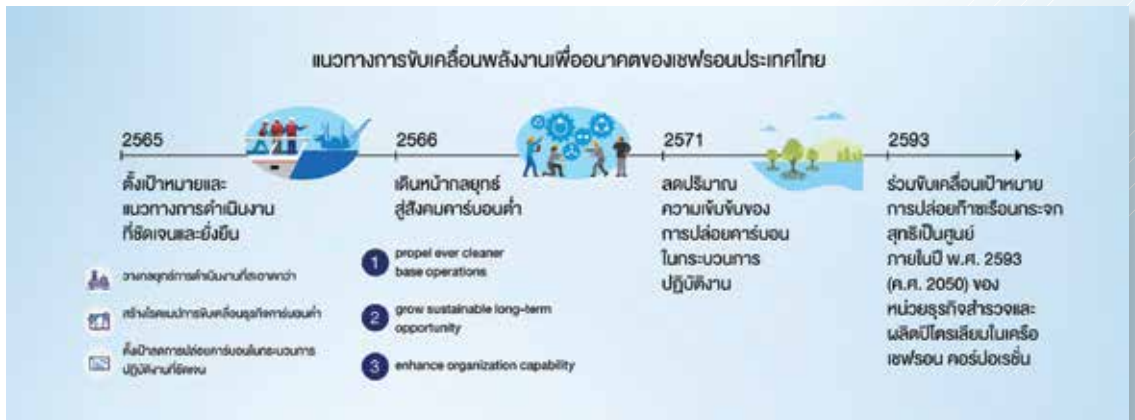 แนวทางการขับเคลื่อนพลังงานเพื่ออนาคตของเชฟรอนประเทศไทย
2565
ตั้งเป้าหมายและ
แนวทางการดำเนินงาน
ที่ชัดเจนและยั่งยืน
วางกลยุทธ์การดำเนินงานที่สะอาดกว่า
สร้างโรดแมปการขับเคลื่อนธุรกิจคาร์บอนต่ำ
ตั้งเป้าลดการปล่อยคาร์บอนในกระบวนการ
ปฏิบัติงานที่ชัดเจน
2566
เดินหน้ากลยุทธ์
สู่สังคมคาร์บอนต่ำ
1 propel ever cleaner
base operations
2 grow sustainable long-term
opportunity
3 enhance organization capability
2571
ลดปริมาณ
ความเข้มข้นของ
การปล่อยคาร์บอน
ในกระบวนการ
ปฏิบัติงาน
2593
ร่วมขับเคลื่อนเป้าหมาย
การปล่อยก๊าซเรือนกระจก
สุทธิเป็นศูนย์
ภายในปี พ.ศ. 2593
(ค.ศ. 2050) ของ
หน่วยธุรกิจสำรวจและ
ผลิตปิโตรเลียมในเครือ
เชฟรอน คอร์ปอเรชั่น